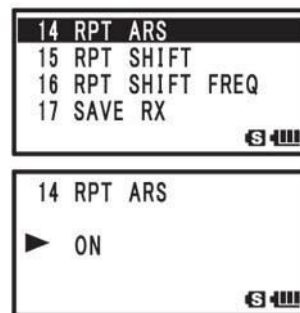 14 RPT ARS
15 RPT SHIFT
16 RPT SHIFT FREQ
17 SAVE RX
S
14 RPT ARS
ON
S